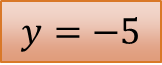 y = −5